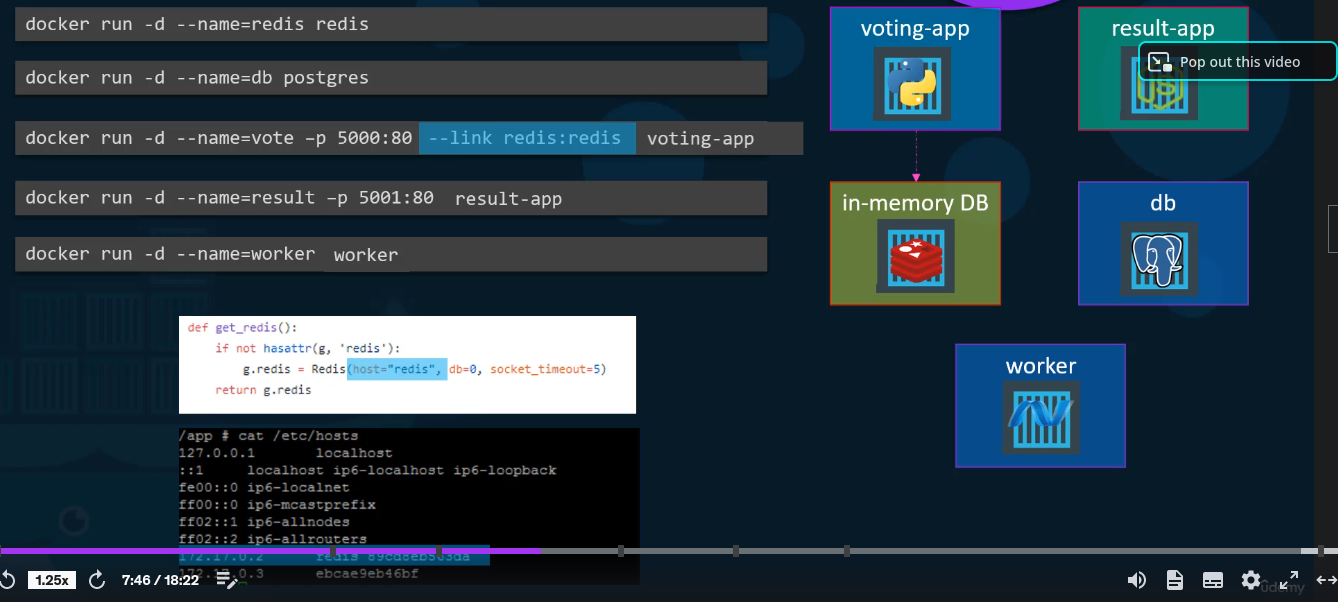 docker run -d --name=redis redis
docker run -d --name=db postgres
docker run -d --name=vote –p 5000:80 --link redis:redis voting-app
docker run -d --name=result –p 5001:80 result-app
docker run -d --name=worker worker
voting-app
result-app
Pop out this video
in-memory DB
db
worker
def get_redis():
if not hasattr(g, 'redis'):
g.redis = Redis(host="redis", db=0, socket_timeout=5)
return g.redis
/app # cat /etc/hosts
127.0.0.1 localhost
::1 localhost ip6-localhost ip6-loopback
fe00::0 ip6-localnet
ff00::0 ip6-mcastprefix
ff02::1 ip6-allnodes
ff02::2 ip6-allrouters
172.17.0.2 redis
172.17.0.3 ebcae9eb46bf
1.25x
7:46 / 18:22
udemy